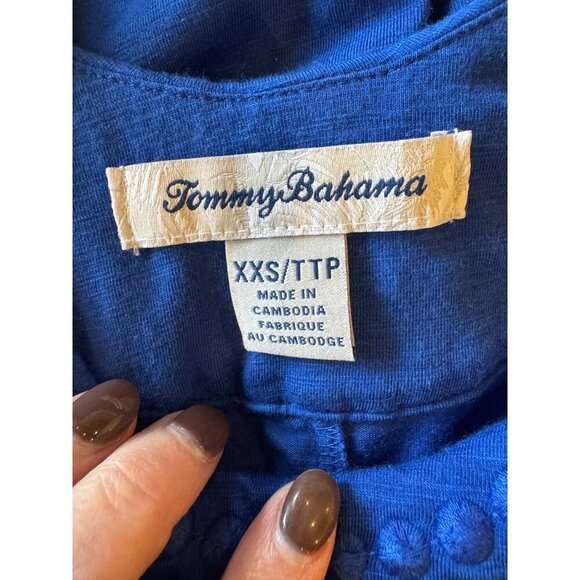 Tommy Bahama
XXS/TTP
MADE IN
CAMBODIA
FABRIQUE
AU CAMBODGE